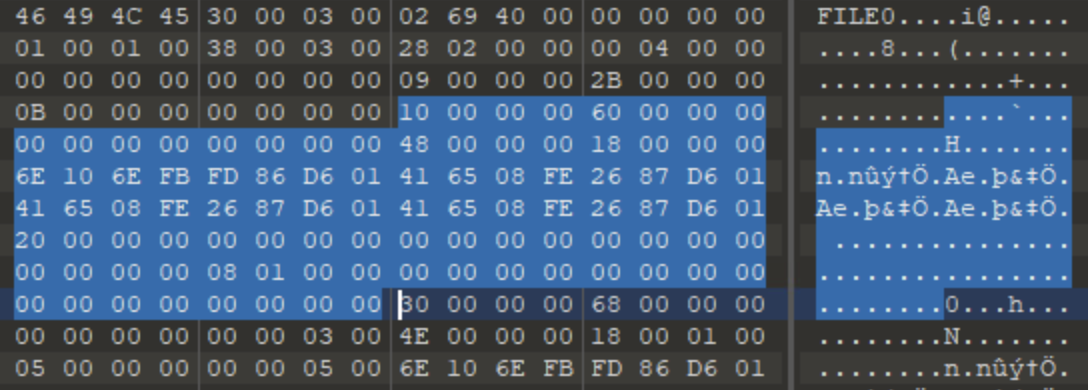 46 49 4C 45 30 00 03 00 02 69 40 00 00 00 00 00 FILE0....i@.....
01 00 01 00 38 00 03 00 28 02 00 00 00 04 00 00 ....8...(.......
00 00 00 00 00 00 00 00 09 00 00 00 2B 00 00 00 ............+...
0B 00 00 00 00 00 00 00 10 00 00 00 60 00 00 00 ............`...
00 00 00 00 00 00 00 00 48 00 00 00 18 00 00 00 ........H.......
6E 10 6E FB FD 86 D6 01 41 65 08 FE 26 87 D6 01 n.nûý†Ö.Ae.þ&‡Ö.
41 65 08 FE 26 87 D6 01 41 65 08 FE 26 87 D6 01 Ae.þ&‡Ö.Ae.þ&‡Ö.
20 00 00 00 00 00 00 00 00 00 00 00 00 00 00 00  ...............
00 00 00 00 08 01 00 00 00 00 00 00 00 00 00 00 ................
00 00 00 00 00 00 00 00 30 00 00 00 68 00 00 00 ........0...h...
00 00 00 00 00 00 03 00 4E 00 00 00 18 00 01 00 ........N.......
05 00 00 00 00 00 05 00 6E 10 6E FB FD 86 D6 01 ........n.nûý†Ö.